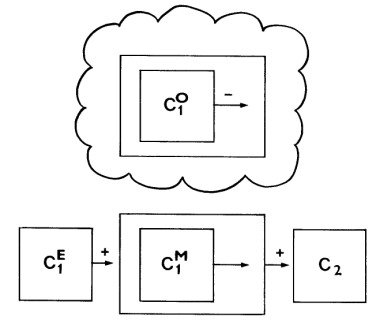 C₁ᴼ −
C₁ᴱ + C₁ᴹ + C₂